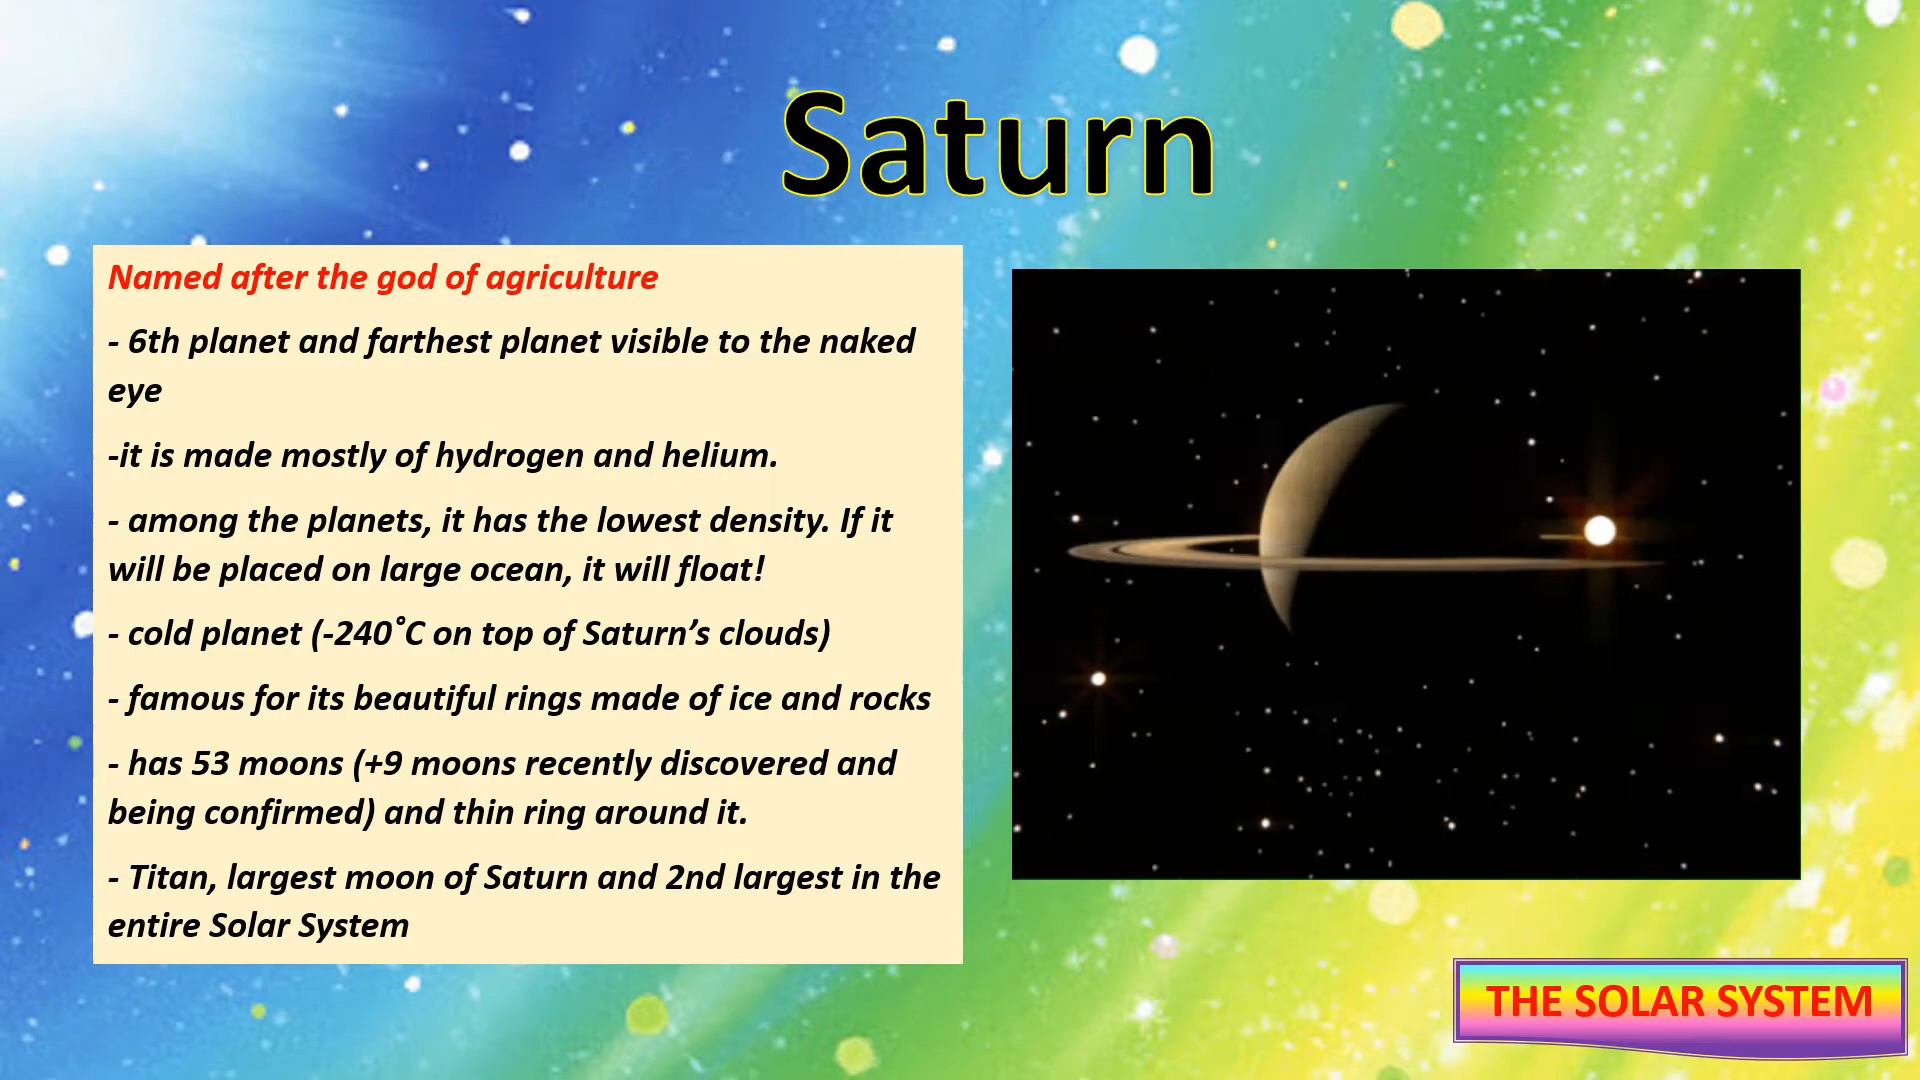 Saturn
Named after the god of agriculture
- 6th planet and farthest planet visible to the naked
eye
-it is made mostly of hydrogen and helium.
- among the planets, it has the lowest density. If it
will be placed on large ocean, it will float!
- cold planet (-240˚C on top of Saturn’s clouds)
- famous for its beautiful rings made of ice and rocks
- has 53 moons (+9 moons recently discovered and
being confirmed) and thin ring around it.
- Titan, largest moon of Saturn and 2nd largest in the
entire Solar System
THE SOLAR SYSTEM